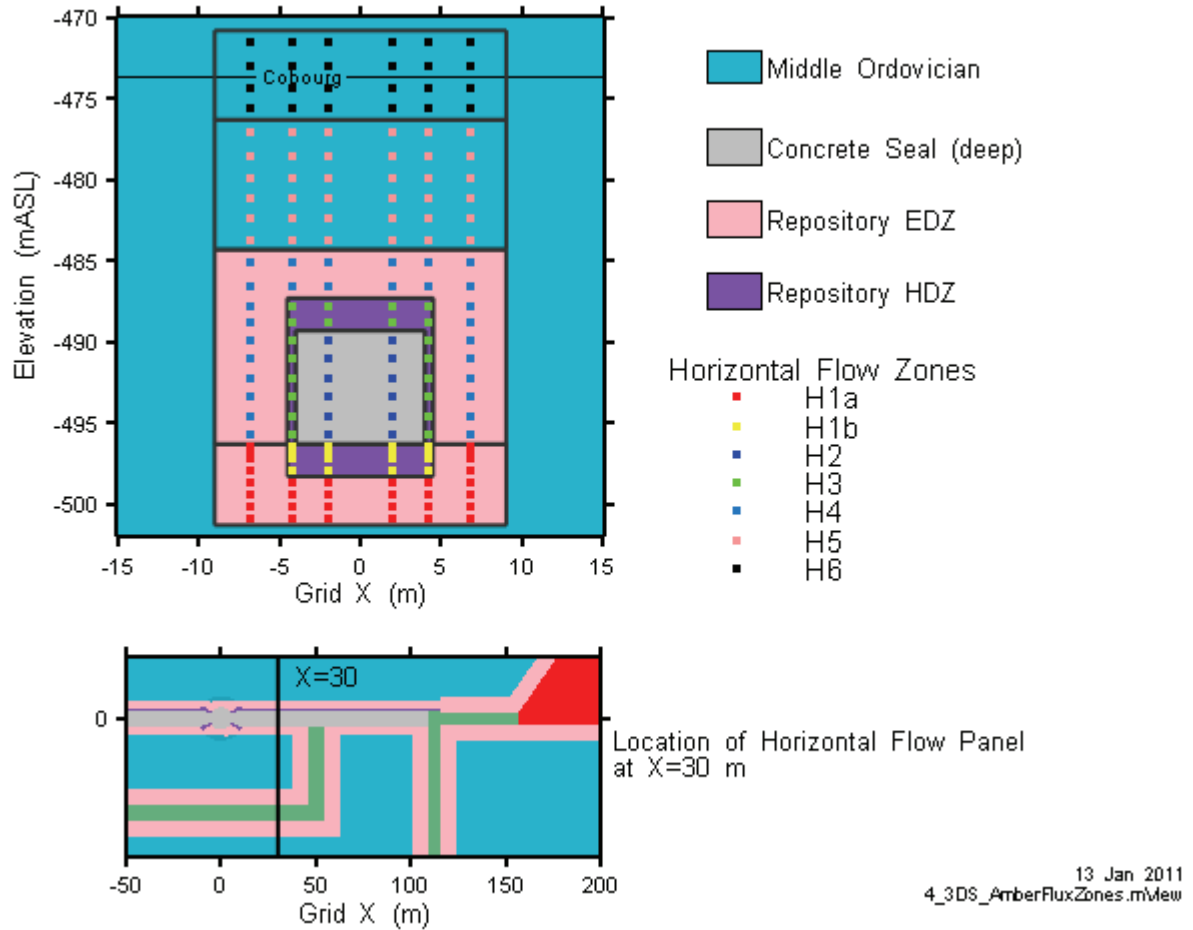 -470
-475
-480
-485
-490
-495
-500
Elevation (mASL)
Cobourg
-15 -10 -5 0 5 10 15
Grid X (m)
Middle Ordovician
Concrete Seal (deep)
Repository EDZ
Repository HDZ
Horizontal Flow Zones
H1a
H1b
H2
H3
H4
H5
H6
X=30
0
-50 0 50 100 150 200
Grid X (m)
Location of Horizontal Flow Panel
at X=30 m
13 Jan 2011
4_3DS_AmberFluxZones.mView